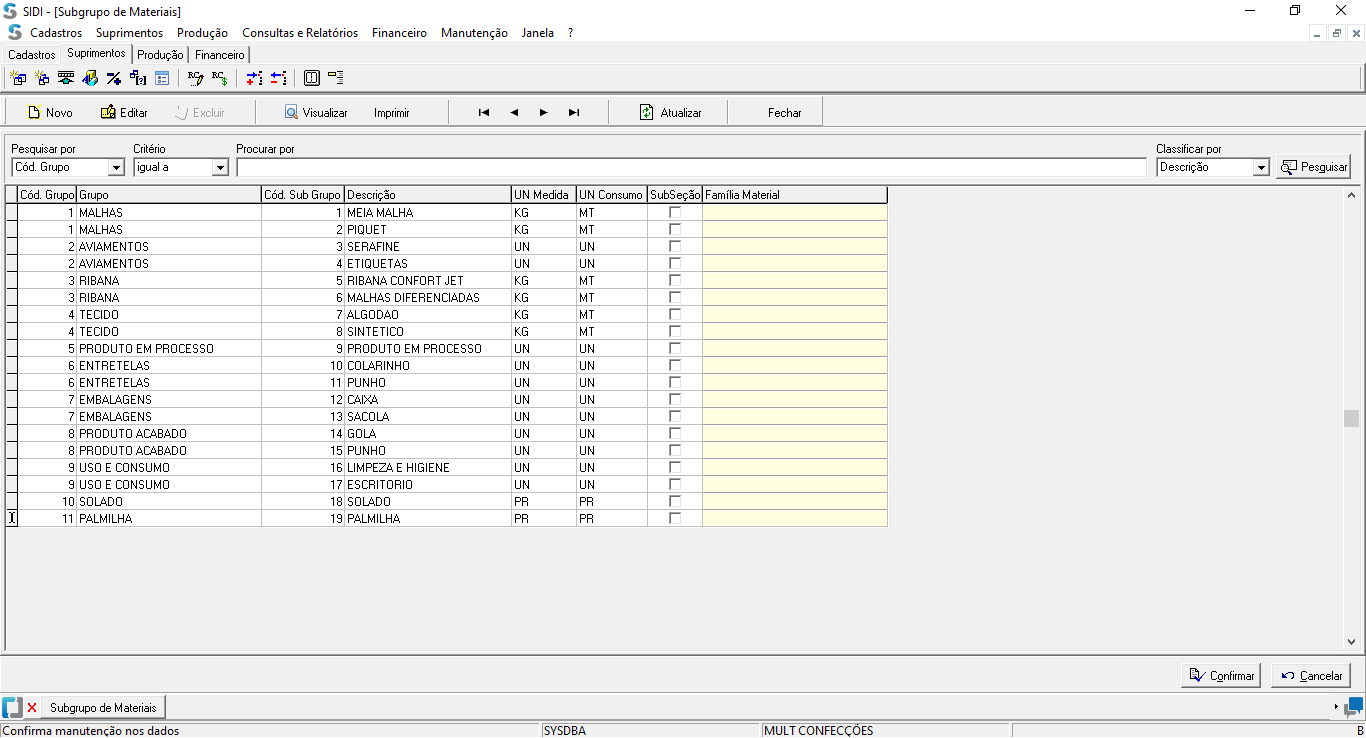 SIDI - [Subgrupo de Materiais]
Cadastros Suprimentos Produção Consultas e Relatórios Financeiro Manutenção Janela ?
Cadastros Suprimentos Produção Financeiro
Novo Editar Excluir Visualizar Imprimir Atualizar Fechar
Pesquisar por Critério Procurar por Classificar por
Cód. Grupo igual a Descrição Pesquisar
Cód. Grupo Grupo Cód. Sub Grupo Descrição UN Medida UN Consumo SubSeção Família Material
1 MALHAS 1 MEIA MALHA KG MT
1 MALHAS 2 PIQUET KG MT
2 AVIAMENTOS 3 SERAFINE UN UN
2 AVIAMENTOS 4 ETIQUETAS UN UN
3 RIBANA 5 RIBANA CONFORT JET KG MT
3 RIBANA 6 MALHAS DIFERENCIADAS KG MT
4 TECIDO 7 ALGODAO KG MT
4 TECIDO 8 SINTETICO KG MT
5 PRODUTO EM PROCESSO 9 PRODUTO EM PROCESSO UN UN
6 ENTRETELAS 10 COLARINHO UN UN
6 ENTRETELAS 11 PUNHO UN UN
7 EMBALAGENS 12 CAIXA UN UN
7 EMBALAGENS 13 SACOLA UN UN
8 PRODUTO ACABADO 14 GOLA UN UN
8 PRODUTO ACABADO 15 PUNHO UN UN
9 USO E CONSUMO 16 LIMPEZA E HIGIENE UN UN
9 USO E CONSUMO 17 ESCRITORIO UN UN
10 SOLADO 18 SOLADO PR PR
11 PALMILHA 19 PALMILHA PR PR
Confirmar Cancelar
Subgrupo de Materiais
Confirma manutenção nos dados SYSDBA MULT CONFECÇÕES B